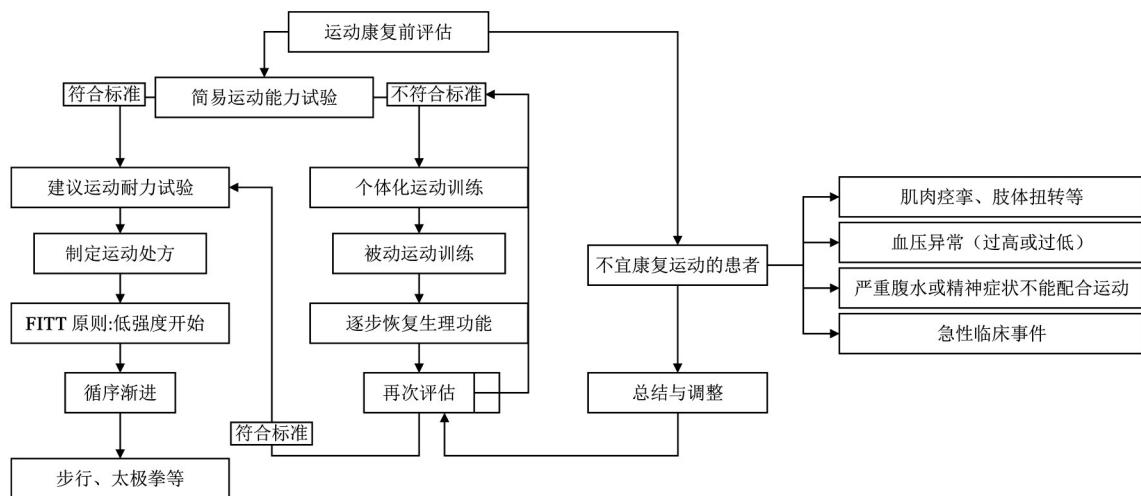 运动康复前评估
符合标准
简易运动能力试验
不符合标准
建议运动耐力试验
个体化运动训练
肌肉痉挛、肢体扭转等
制定运动处方
被动运动训练
不宜康复运动的患者
血压异常（过高或过低）
严重腹水或精神症状不能配合运动
FITT 原则:低强度开始
逐步恢复生理功能
急性临床事件
循序渐进
再次评估
总结与调整
符合标准
步行、太极拳等